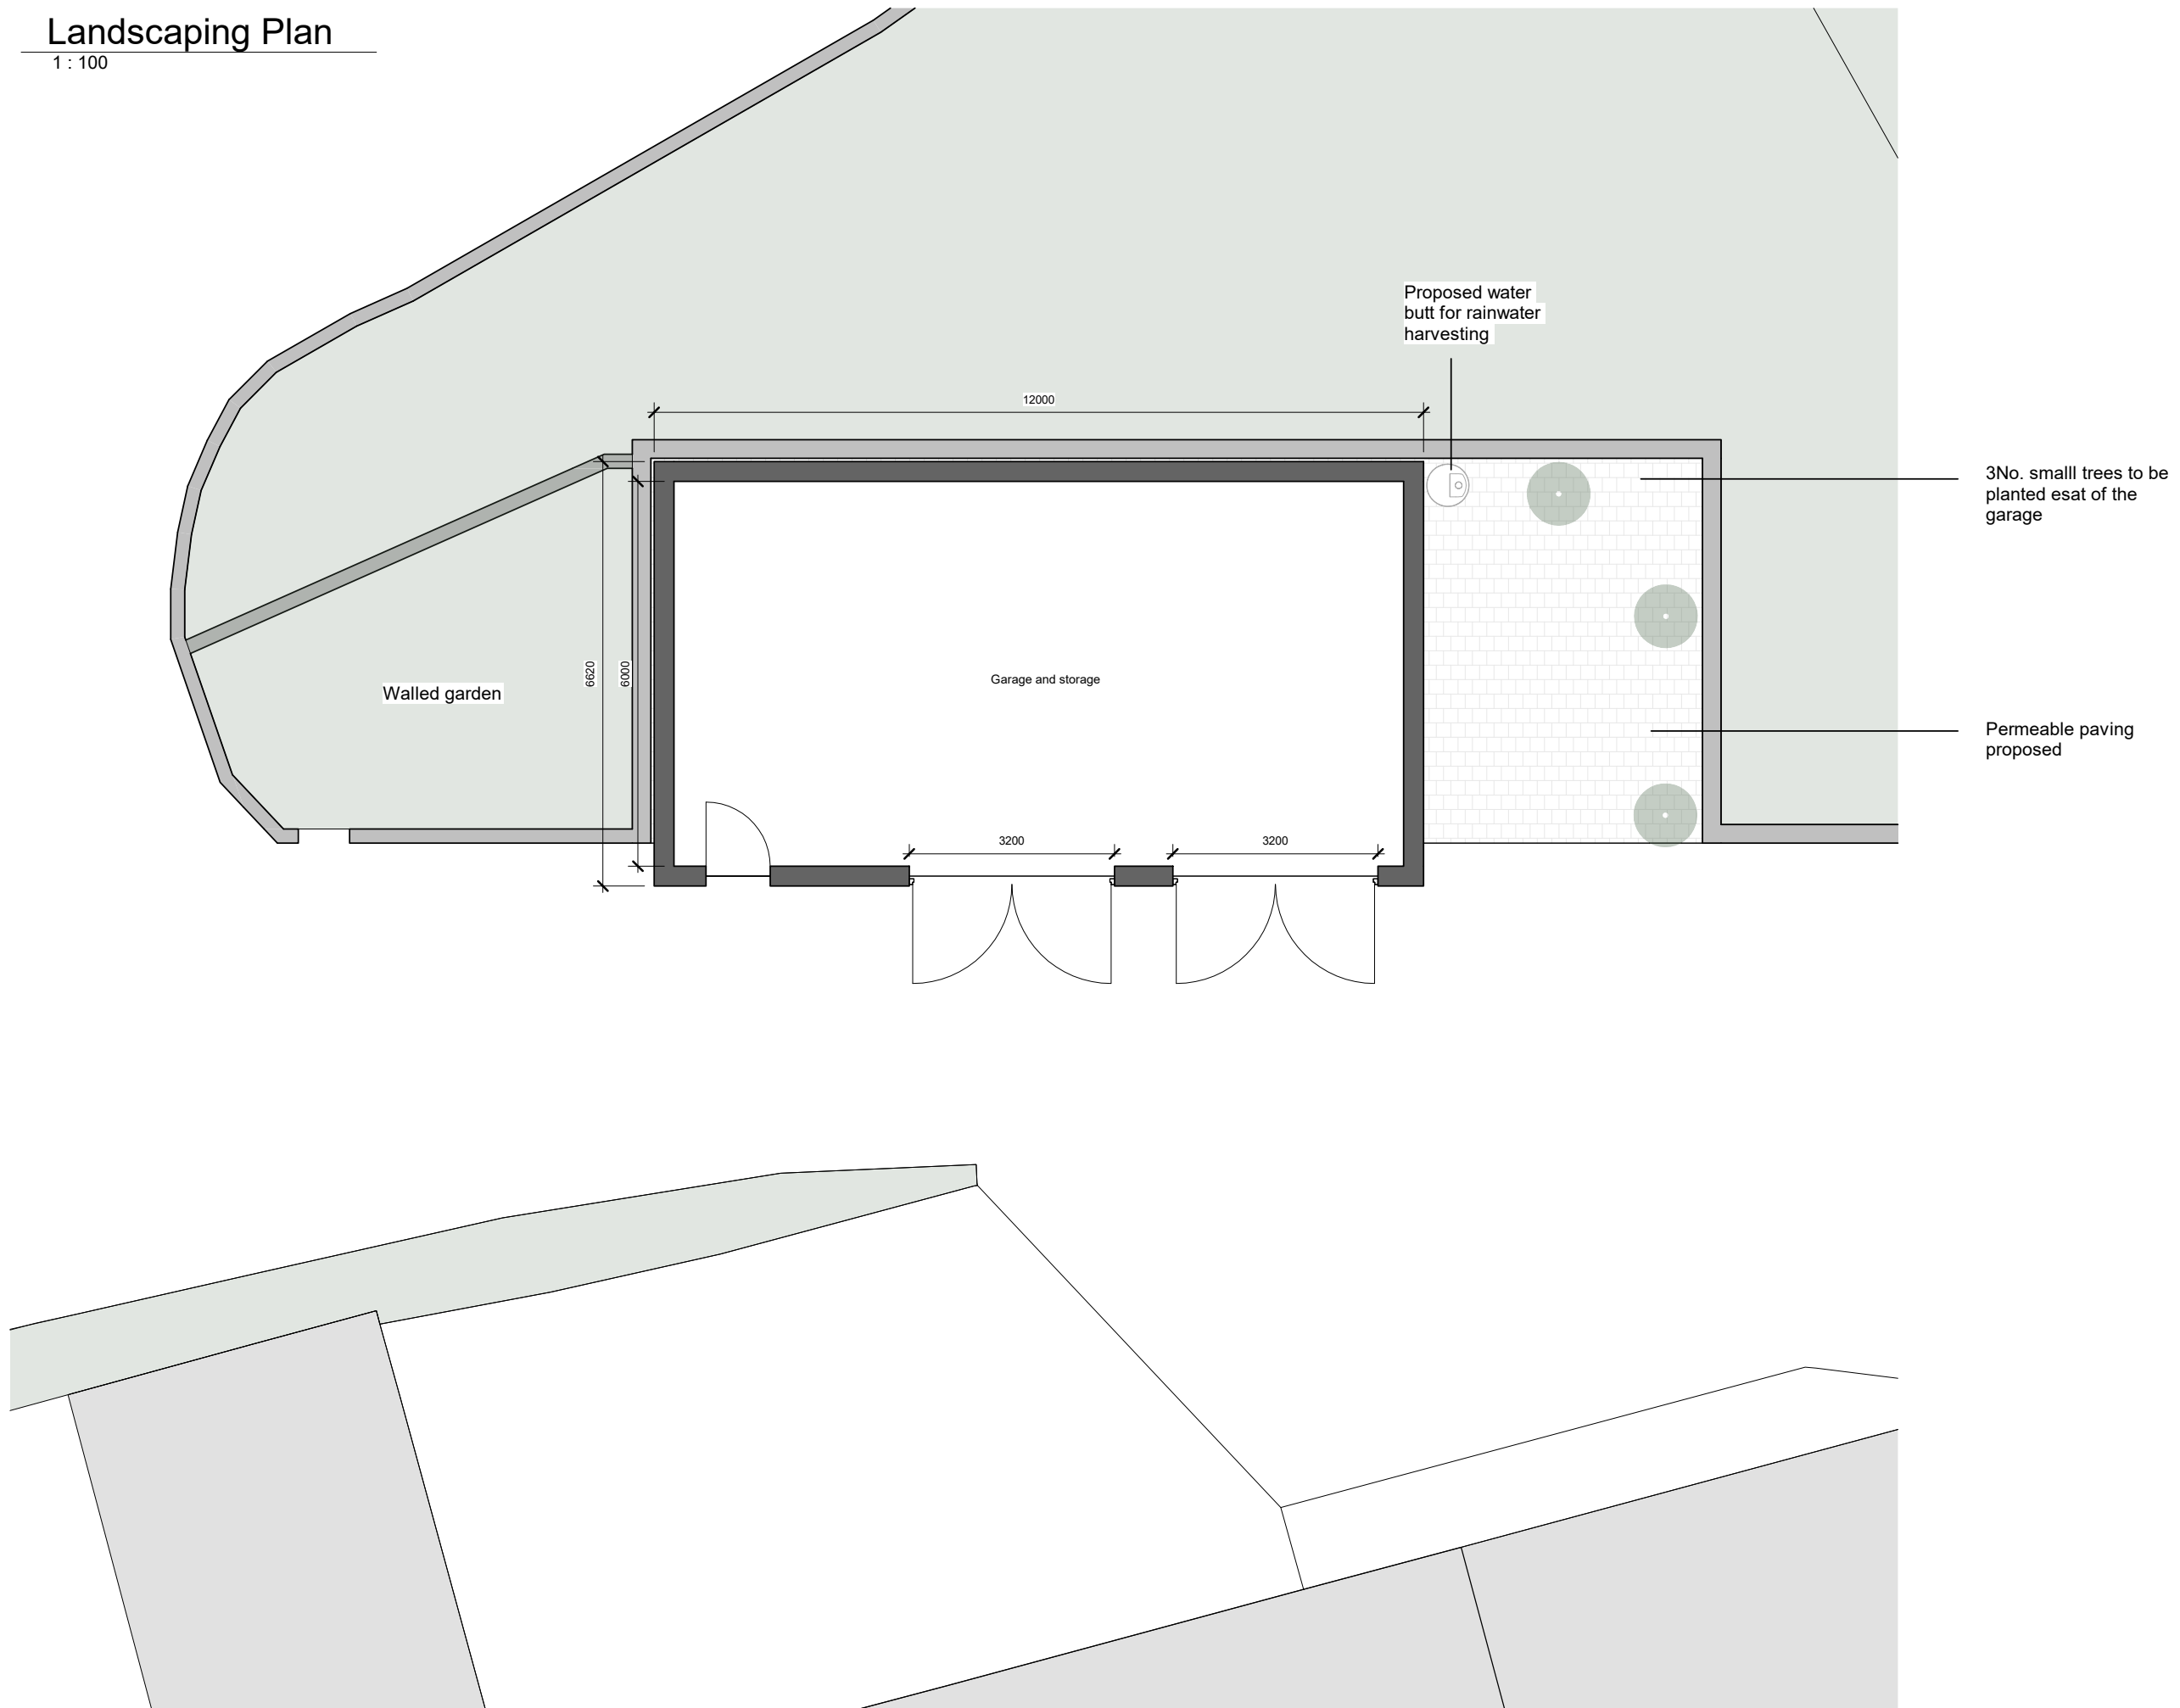 Landscaping Plan
1 : 100
Proposed water
butt for rainwater
harvesting
12000
3No. smalll trees to be
planted esat of the
garage
6620
6000
Garage and storage
Walled garden
Permeable paving
proposed
3200
3200